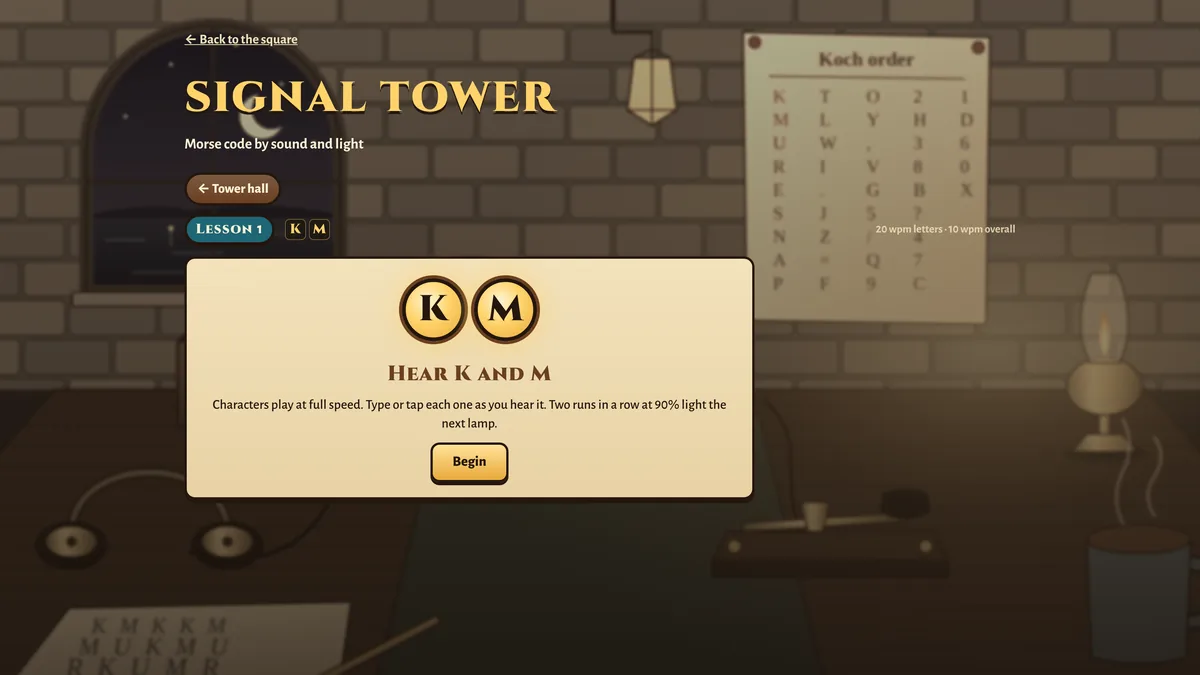 ← Back to the square
SIGNAL TOWER
Morse code by sound and light
← Tower hall
LESSON 1 K M
20 wpm letters · 10 wpm overall
K M
HEAR K AND M
Characters play at full speed. Type or tap each one as you hear it. Two runs in a row at 90% light the
next lamp.
Begin
Koch order
K T O 2 1
M L Y H D
U W , 3 6
R I V 8 0
E . G B X
S J 5 ?
N Z / 4
A = Q 7
P F 9 C
K M K K M
M U K M U
R K U M R